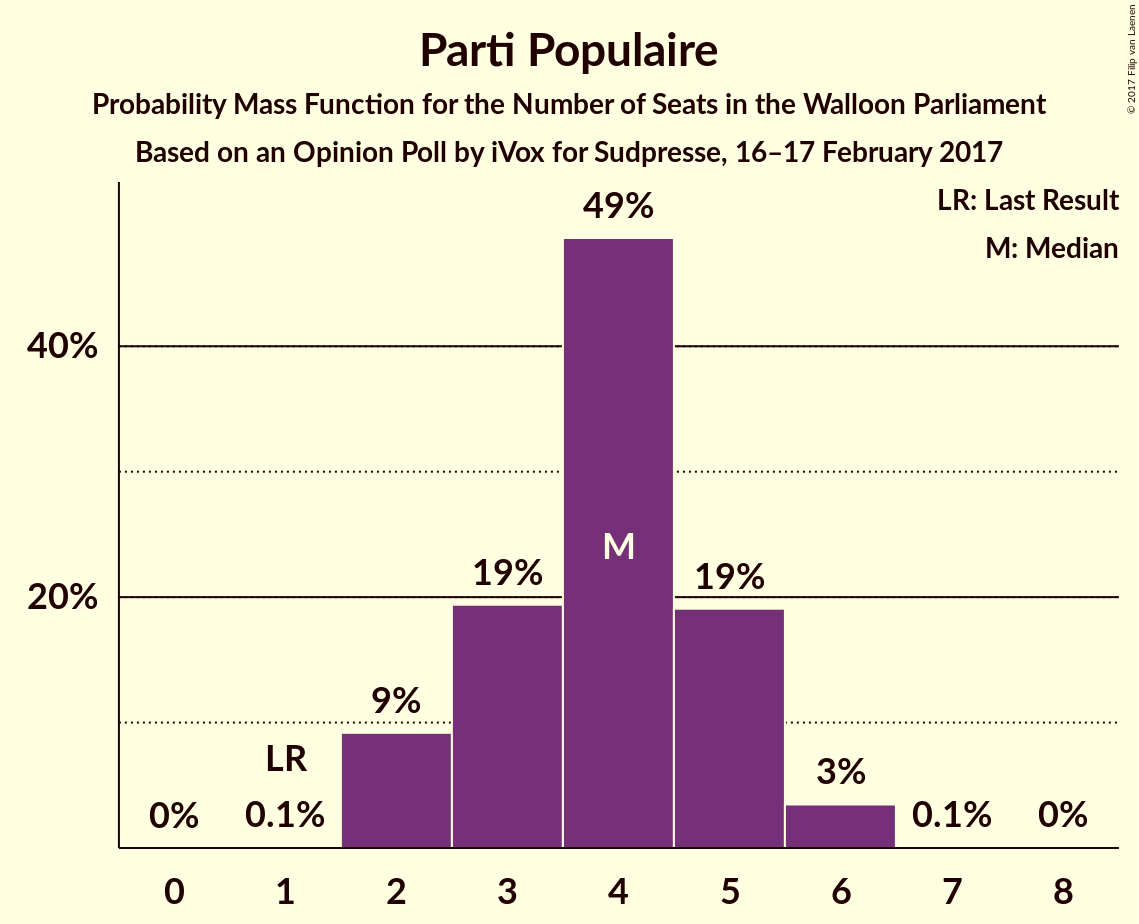 Parti Populaire
Probability Mass Function for the Number of Seats in the Walloon Parliament
Based on an Opinion Poll by iVox for Sudpresse, 16–17 February 2017
© 2017 Filip van Laenen
LR: Last Result
M: Median
40%
20%
0%
LR
0.1%
9%
19%
49%
M
19%
3%
0.1%
0%
0 1 2 3 4 5 6 7 8